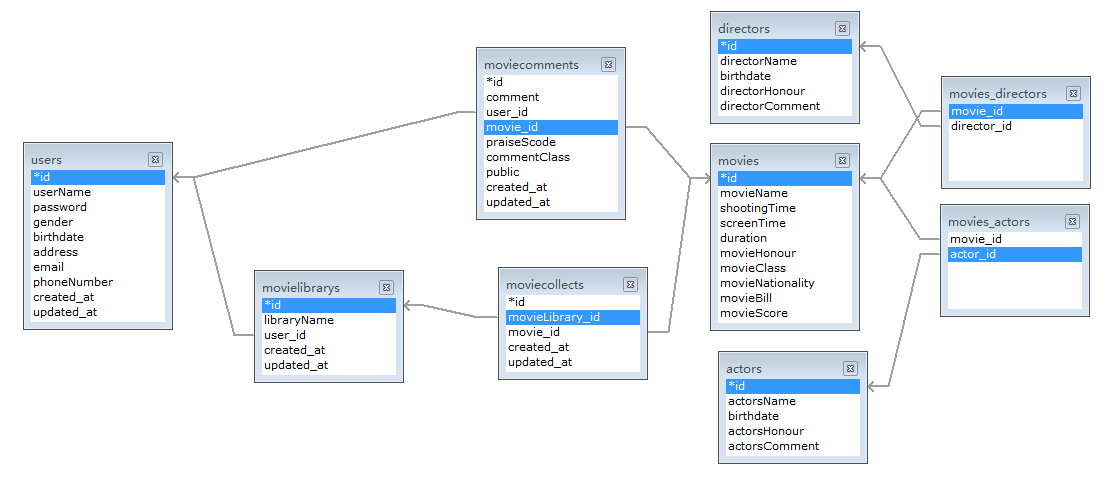 users
*id
userName
password
gender
birthdate
address
email
phoneNumber
created_at
updated_at
moviecomments
*id
comment
user_id
movie_id
praiseScode
commentClass
public
created_at
updated_at
movielibrarys
*id
libraryName
user_id
created_at
updated_at
moviecollects
*id
movieLibrary_id
movie_id
created_at
updated_at
directors
*id
directorName
birthdate
directorHonour
directorComment
movies
*id
movieName
shootingTime
screenTime
duration
movieHonour
movieClass
movieNationality
movieBill
movieScore
actors
*id
actorsName
birthdate
actorsHonour
actorsComment
movies_directors
movie_id
director_id
movies_actors
movie_id
actor_id